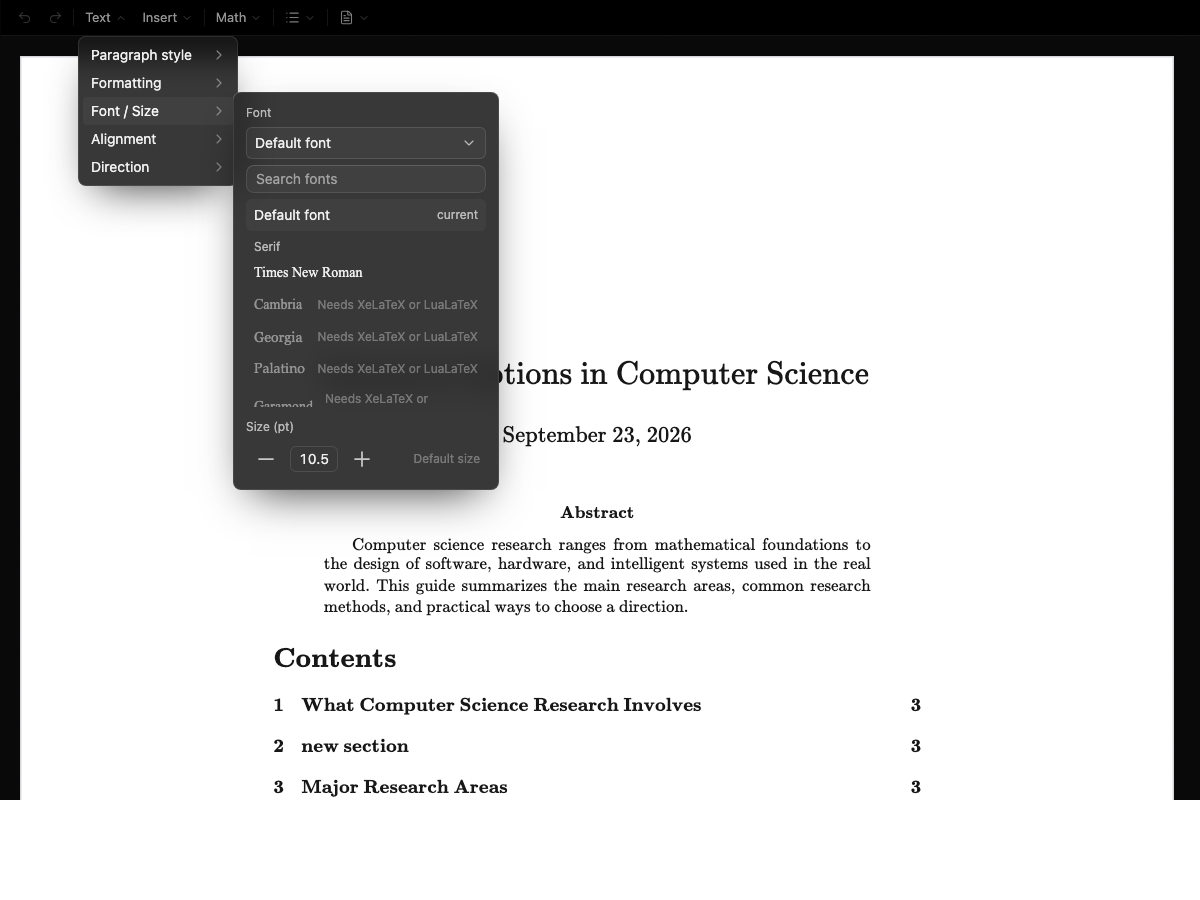 Text Insert Math
Paragraph style
Formatting
Font / Size
Alignment
Direction
Font
Default font
Search fonts
Default font current
Serif
Times New Roman
Cambria Needs XeLaTeX or LuaLaTeX
Georgia Needs XeLaTeX or LuaLaTeX
Palatino Needs XeLaTeX or LuaLaTeX
Garamond Needs XeLaTeX or
Size (pt)
10.5 Default size
in Computer Science
September 23, 2026
Abstract
Computer science research ranges from mathematical foundations to
the design of software, hardware, and intelligent systems used in the real
world. This guide summarizes the main research areas, common research
methods, and practical ways to choose a direction.
Contents
1 What Computer Science Research Involves 3
2 new section 3
3 Major Research Areas 3